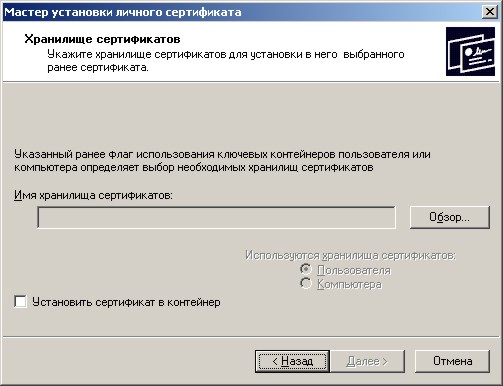 Мастер установки личного сертификата
Хранилище сертификатов
Укажите хранилище сертификатов для установки в него выбранного
ранее сертификата.
Указанный ранее флаг использования ключевых контейнеров пользователя или
компьютера определяет выбор необходимых хранилищ сертификатов
Имя хранилища сертификатов:
Обзор...
Используются хранилища сертификатов:
Пользователя
Компьютера
Установить сертификат в контейнер
< Назад
Далее >
Отмена